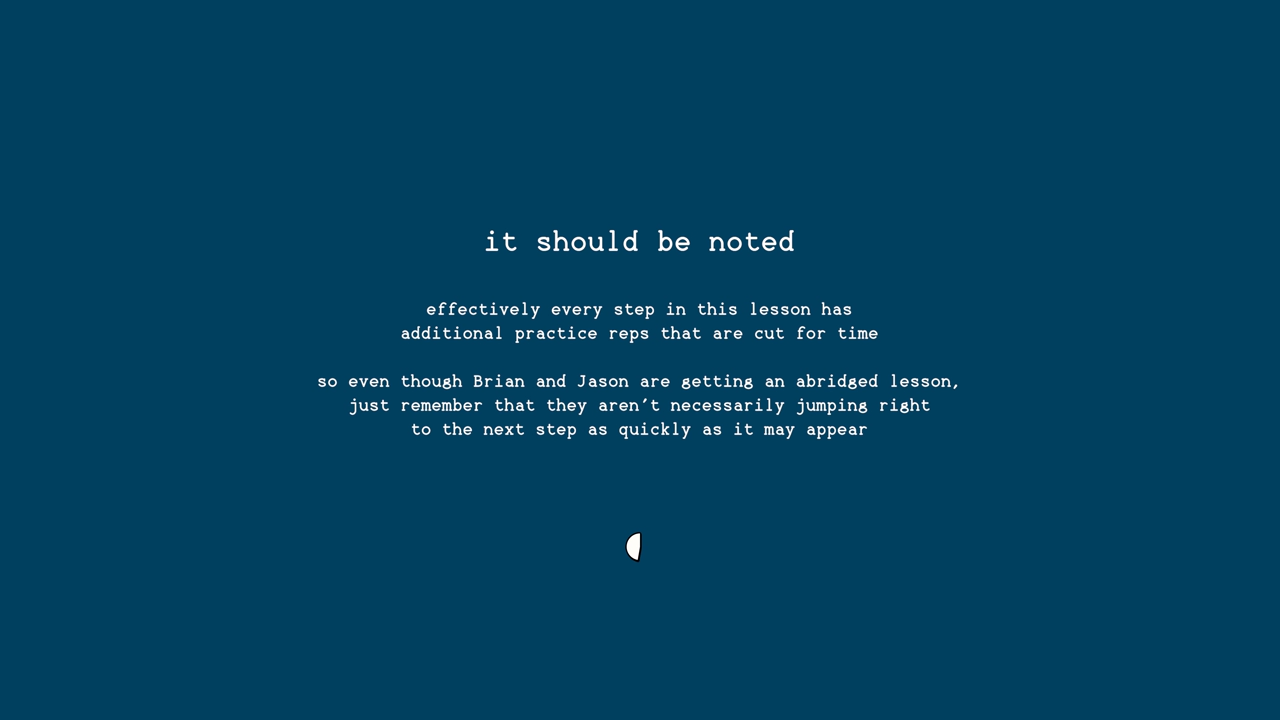 it should be noted
effectively every step in this lesson has
additional practice reps that are cut for time
so even though Brian and Jason are getting an abridged lesson,
just remember that they aren't necessarily jumping right
to the next step as quickly as it may appear